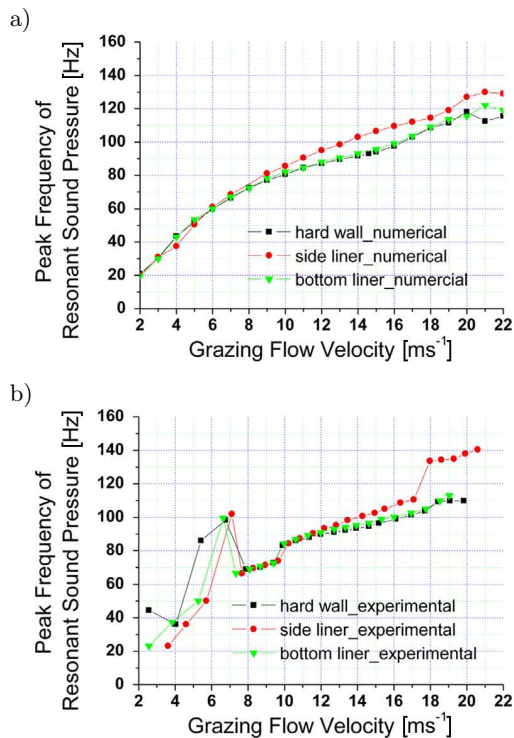 a)
160
140
120
100
80
60
40
20
0
Peak Frequency of
Resonant Sound Pressure [Hz]
hard wall_numerical
side liner_numerical
bottom liner_numercial
2 4 6 8 10 12 14 16 18 20 22
Grazing Flow Velocity [ms⁻¹]
b)
160
140
120
100
80
60
40
20
0
Peak Frequency of
Resonant Sound Pressure [Hz]
hard wall_experimental
side liner_experimental
bottom liner_experimental
2 4 6 8 10 12 14 16 18 20 22
Grazing Flow Velocity [ms⁻¹]